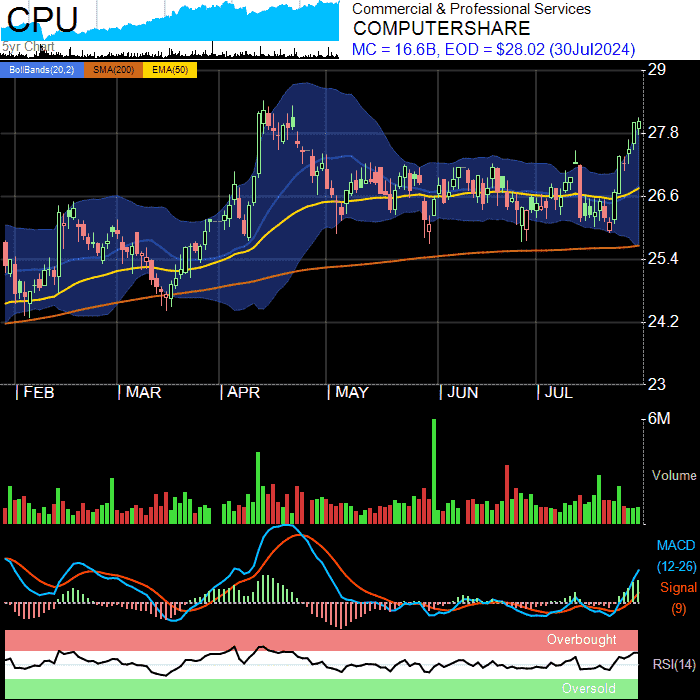 CPU
5yr Chart
Commercial & Professional Services
COMPUTERSHARE
MC = 16.6B, EOD = $28.02 (30Jul2024)
BollBands(20,2) SMA(200) EMA(50)
29
27.8
26.6
25.4
24.2
23
FEB MAR APR MAY JUN JUL
6M
Volume
MACD
(12-26)
Signal
(9)
Overbought
RSI(14)
Oversold